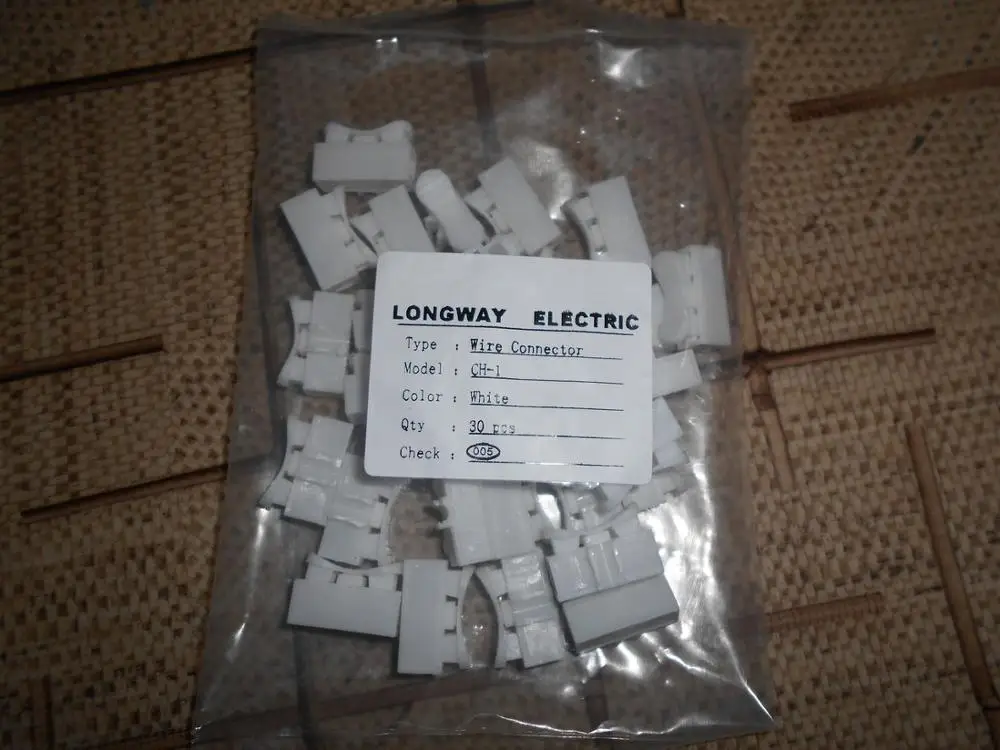 LONGWAY ELECTRIC
Type : Wire Connector
Model : CH-1
Color : White
Qty : 30 pcs
Check : 005